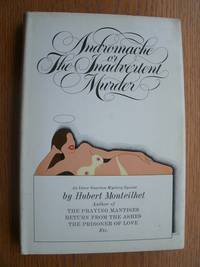 Andromache
or
The Inadvertent
Murder
An Inner Sanctum Mystery Special
by Hubert Monteilhet
Author of
THE PRAYING MANTISES
RETURN FROM THE ASHES
THE PRISONER OF LOVE
Etc.